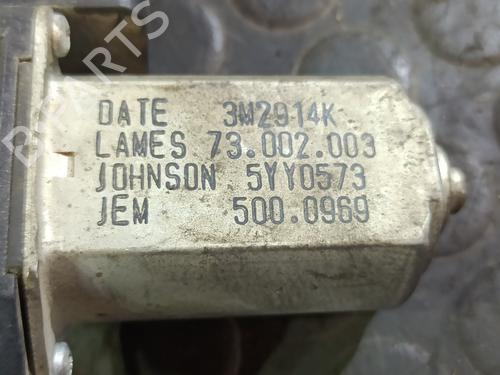 DATE 3M2914K
LAMES 73.002.003
JOHNSON 5YY0573
JEM 500.0969